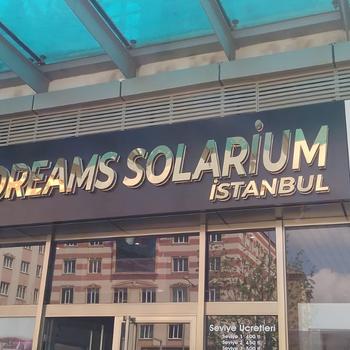 DREAMS SOLARİUM
İSTANBUL
Seviye Ücretleri